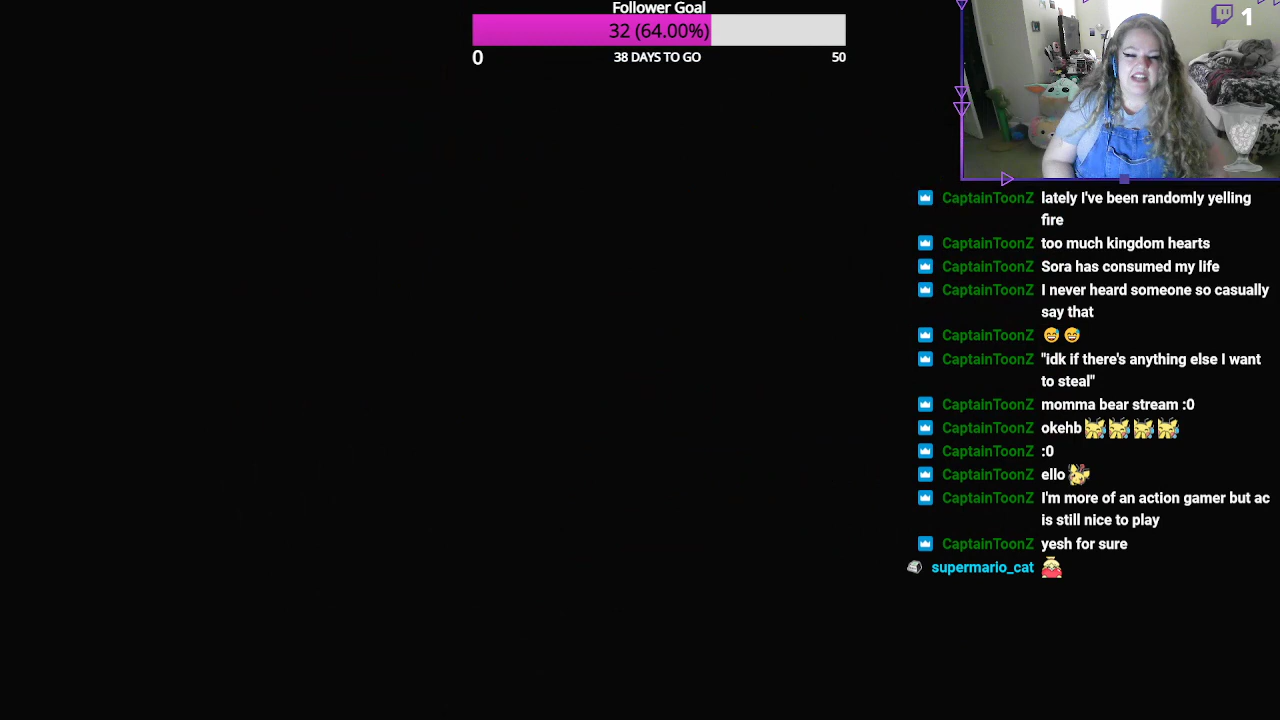 Follower Goal
32 (64.00%)
0 38 DAYS TO GO 50
1
CaptainToonZ lately I've been randomly yelling
fire
CaptainToonZ too much kingdom hearts
CaptainToonZ Sora has consumed my life
CaptainToonZ I never heard someone so casually
say that
CaptainToonZ 😅 😅
CaptainToonZ "idk if there's anything else I want
to steal"
CaptainToonZ momma bear stream :0
CaptainToonZ okehb
CaptainToonZ :0
CaptainToonZ ello
CaptainToonZ I'm more of an action gamer but ac
is still nice to play
CaptainToonZ yesh for sure
supermario_cat